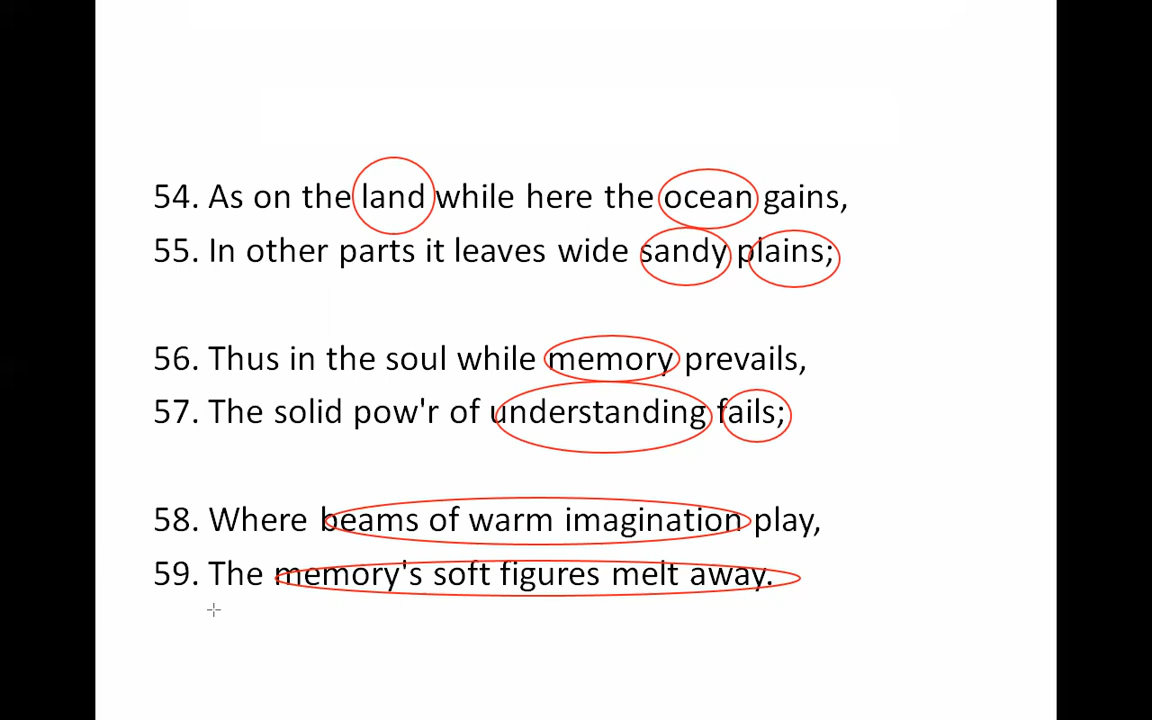 54. As on the land while here the ocean gains,
55. In other parts it leaves wide sandy plains;
56. Thus in the soul while memory prevails,
57. The solid pow'r of understanding fails;
58. Where beams of warm imagination play,
59. The memory's soft figures melt away.